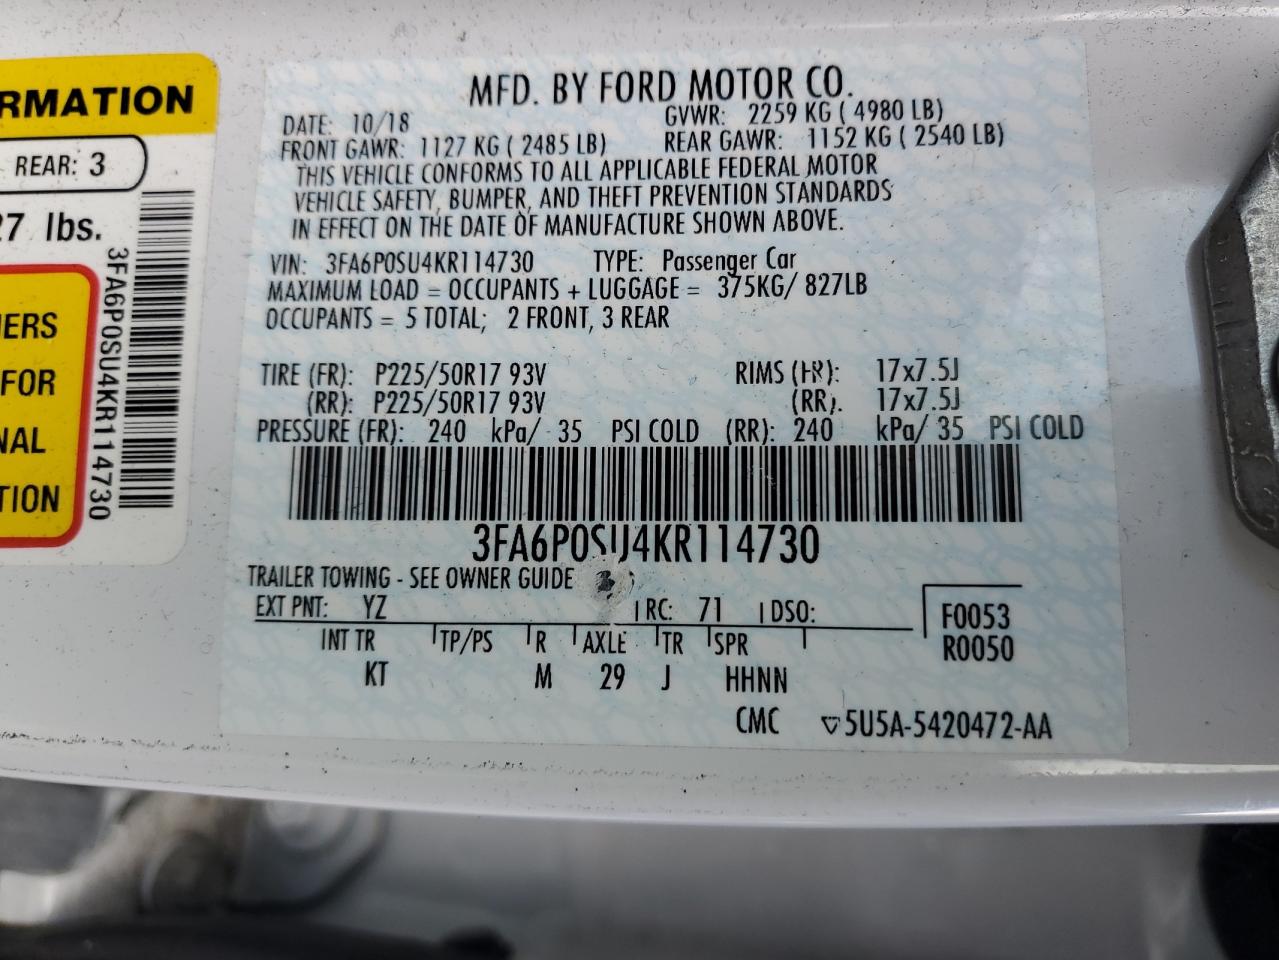 RMATION
REAR: 3
27 lbs.
IERS
FOR
NAL
TION
3FA6P0SU4KR114730
MFD. BY FORD MOTOR CO.
DATE: 10/18 GVWR: 2259 KG ( 4980 LB)
FRONT GAWR: 1127 KG ( 2485 LB) REAR GAWR: 1152 KG ( 2540 LB)
THIS VEHICLE CONFORMS TO ALL APPLICABLE FEDERAL MOTOR
VEHICLE SAFETY, BUMPER, AND THEFT PREVENTION STANDARDS
IN EFFECT ON THE DATE OF MANUFACTURE SHOWN ABOVE.
VIN: 3FA6P0SU4KR114730 TYPE: Passenger Car
MAXIMUM LOAD = OCCUPANTS + LUGGAGE = 375KG/ 827LB
OCCUPANTS = 5 TOTAL; 2 FRONT, 3 REAR
TIRE (FR): P225/50R17 93V RIMS (FR): 17x7.5J
(RR): P225/50R17 93V (RR): 17x7.5J
PRESSURE (FR): 240 kPa/ 35 PSI COLD (RR): 240 kPa/ 35 PSI COLD
3FA6P0SU4KR114730
TRAILER TOWING - SEE OWNER GUIDE
EXT PNT: YZ RC: 71 DSO: F0053
INT TR TP/PS R AXLE TR SPR R0050
KT M 29 J HHNN
CMC 5U5A-5420472-AA